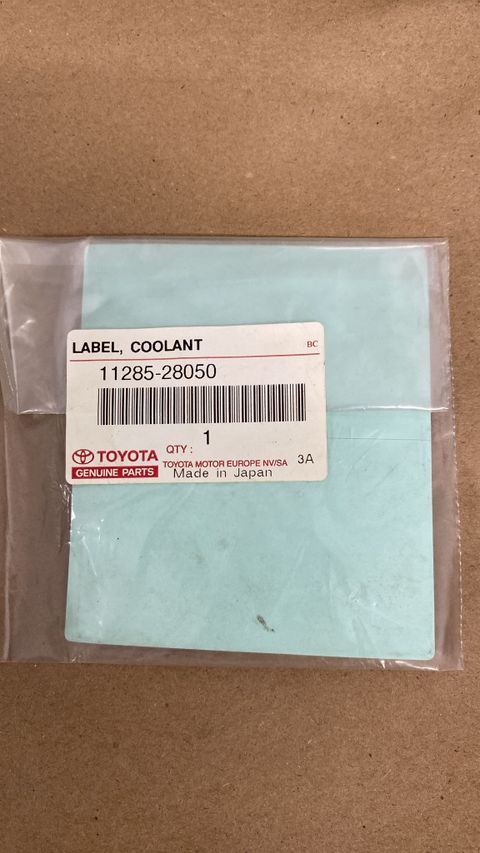 LABEL, COOLANT
BC
11285-28050
QTY : 1
TOYOTA
GENUINE PARTS
TOYOTA MOTOR EUROPE NV/SA 3A
Made in Japan